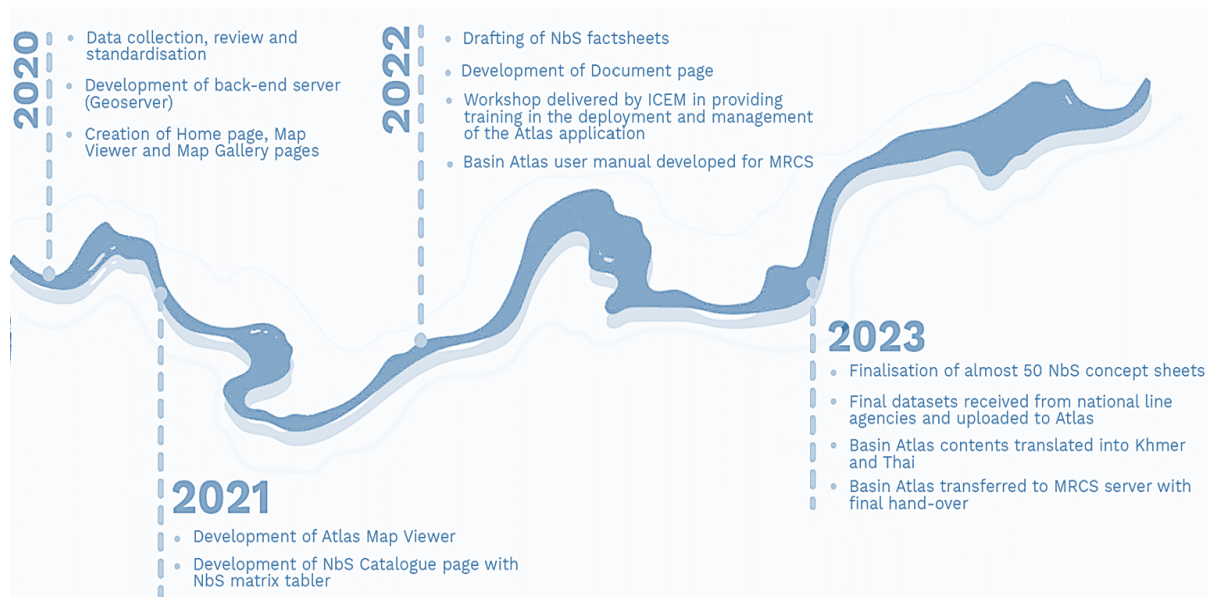 2020
Data collection, review and
standardisation
Development of back-end server
(Geoserver)
Creation of Home page, Map
Viewer and Map Gallery pages
2022
Drafting of NbS factsheets
Development of Document page
Workshop delivered by ICEM in providing
training in the deployment and management
of the Atlas application
Basin Atlas user manual developed for MRCS
2021
Development of Atlas Map Viewer
Development of NbS Catalogue page with
NbS matrix tabler
2023
Finalisation of almost 50 NbS concept sheets
Final datasets received from national line
agencies and uploaded to Atlas
Basin Atlas contents translated into Khmer
and Thai
Basin Atlas transferred to MRCS server with
final hand-over